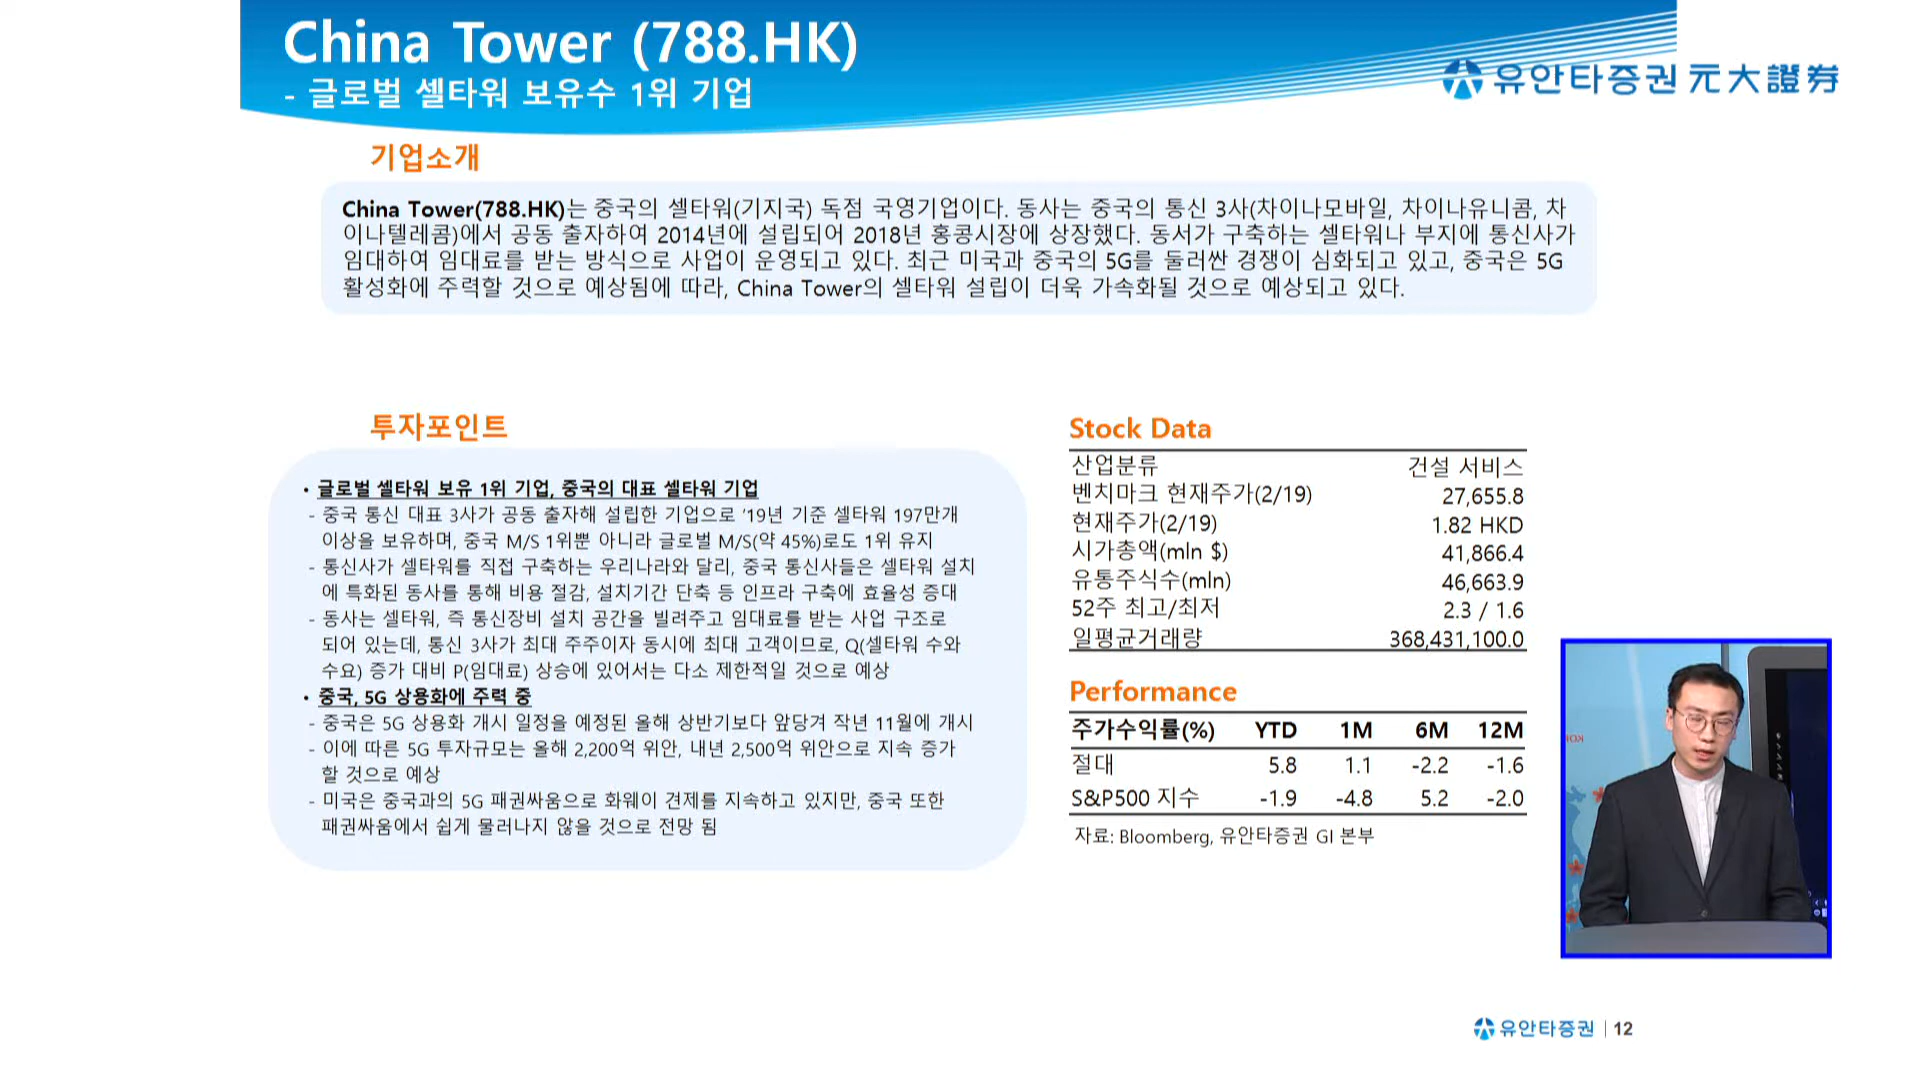 China Tower (788.HK)
- 글로벌 셀타워 보유수 1위 기업
유안타증권 元大證券
기업소개
China Tower(788.HK)는 중국의 셀타워(기지국) 독점 국영기업이다. 동사는 중국의 통신 3사(차이나모바일, 차이나유니콤, 차
이나텔레콤)에서 공동 출자하여 2014년에 설립되어 2018년 홍콩시장에 상장했다. 동서가 구축하는 셀타워나 부지에 통신사가
임대하여 임대료를 받는 방식으로 사업이 운영되고 있다. 최근 미국과 중국의 5G를 둘러싼 경쟁이 심화되고 있고, 중국은 5G
활성화에 주력할 것으로 예상됨에 따라, China Tower의 셀타워 설립이 더욱 가속화될 것으로 예상되고 있다.
투자포인트
• 글로벌 셀타워 보유 1위 기업, 중국의 대표 셀타워 기업
- 중국 통신 대표 3사가 공동 출자해 설립한 기업으로 '19년 기준 셀타워 197만개
이상을 보유하며, 중국 M/S 1위뿐 아니라 글로벌 M/S(약 45%)로도 1위 유지
- 통신사가 셀타워를 직접 구축하는 우리나라와 달리, 중국 통신사들은 셀타워 설치
에 특화된 동사를 통해 비용 절감, 설치기간 단축 등 인프라 구축에 효율성 증대
- 동사는 셀타워, 즉 통신장비 설치 공간을 빌려주고 임대료를 받는 사업 구조로
되어 있는데, 통신 3사가 최대 주주이자 동시에 최대 고객이므로, Q(셀타워 수와
수요) 증가 대비 P(임대료) 상승에 있어서는 다소 제한적일 것으로 예상
• 중국, 5G 상용화에 주력 중
- 중국은 5G 상용화 개시 일정을 예정된 올해 상반기보다 앞당겨 작년 11월에 개시
- 이에 따른 5G 투자규모는 올해 2,200억 위안, 내년 2,500억 위안으로 지속 증가
할 것으로 예상
- 미국은 중국과의 5G 패권싸움으로 화웨이 견제를 지속하고 있지만, 중국 또한
패권싸움에서 쉽게 물러나지 않을 것으로 전망 됨
Stock Data
산업분류 건설 서비스
벤치마크 현재주가(2/19) 27,655.8
현재주가(2/19) 1.82 HKD
시가총액(mln $) 41,866.4
유통주식수(mln) 46,663.9
52주 최고/최저 2.3 / 1.6
일평균거래량 368,431,100.0
Performance
주가수익률(%) YTD 1M 6M 12M
절대 5.8 1.1 -2.2 -1.6
S&P500 지수 -1.9 -4.8 5.2 -2.0
자료: Bloomberg, 유안타증권 GI 본부
유안타증권 | 12